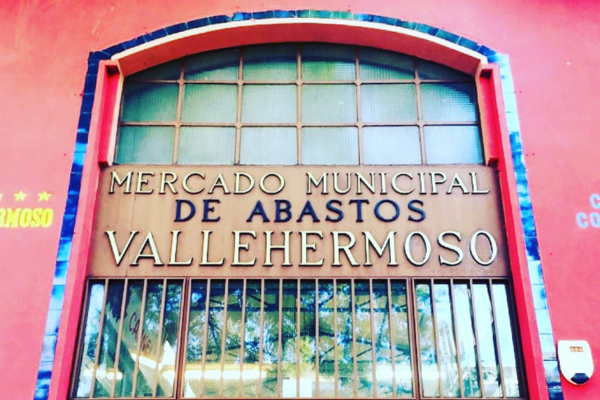 MERCADO MUNICIPAL
DE ABASTOS
VALLEHERMOSO